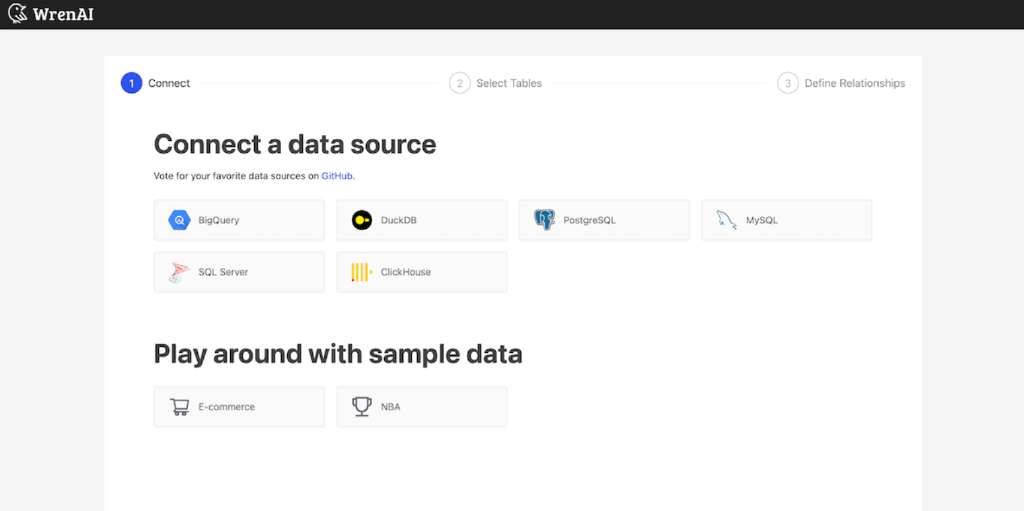 WrenAI
1 Connect 2 Select Tables 3 Define Relationships
Connect a data source
Vote for your favorite data sources on GitHub.
BigQuery DuckDB PostgreSQL MySQL
SQL Server ClickHouse
Play around with sample data
E-commerce NBA